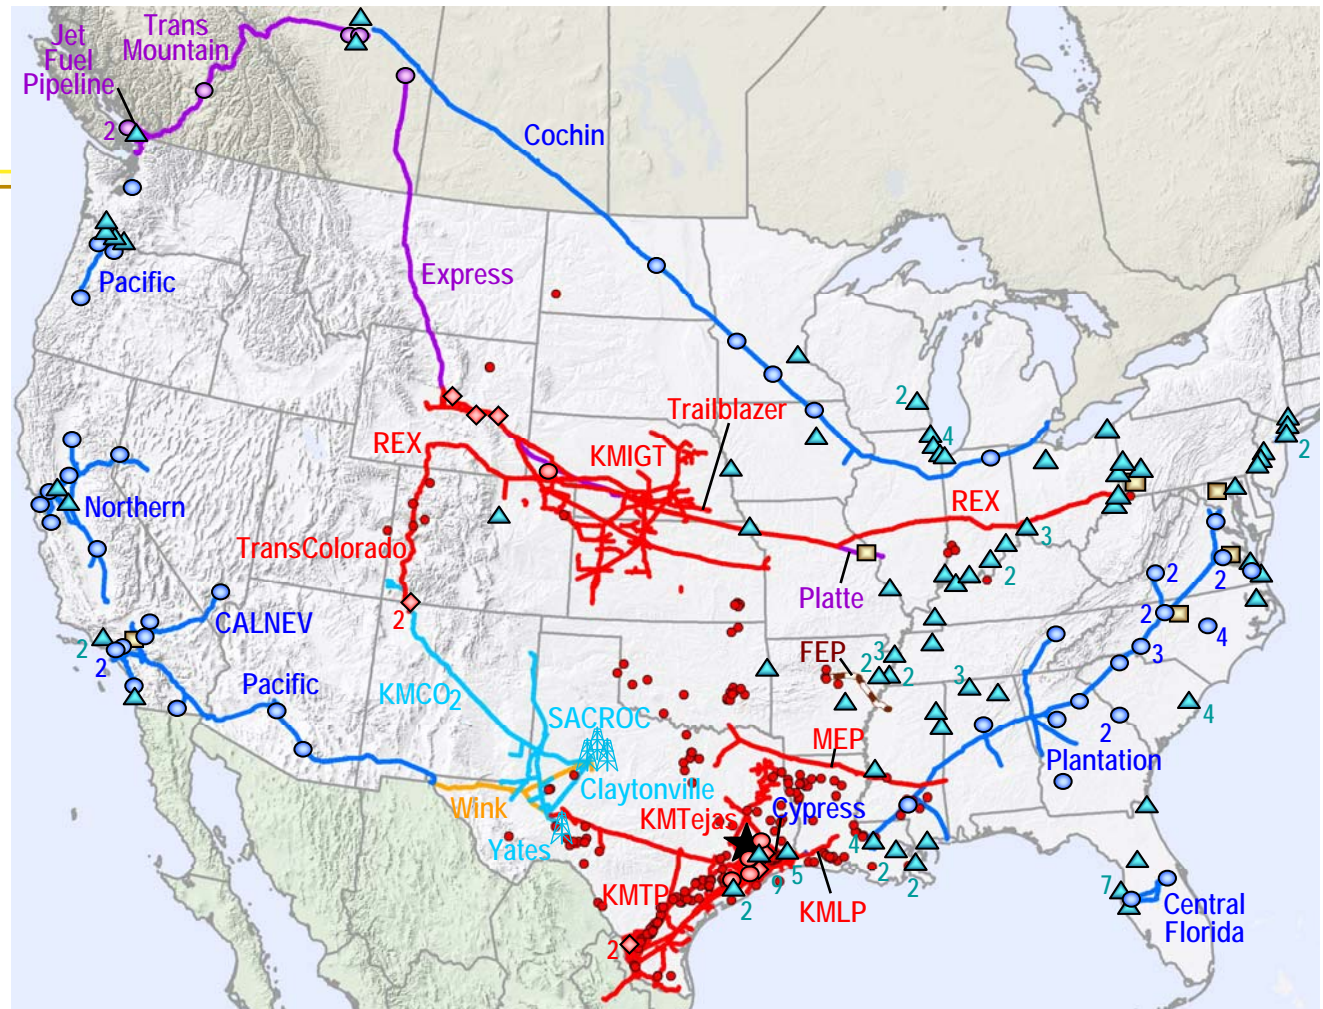 Trans
Mountain
Jet
Fuel
Pipeline
2
Cochin
Express
Pacific
Trailblazer
2
4
2
REX
KMIGT
REX
Northern
TransColorado
3
2
Platte
2
2
2
CALNEV
2
2
2
4
3
FEP
3
2
2
3
Pacific
KMCO2
SACROC
MEP
2
4
Plantation
Claytonville
Wink
Cypress
KMTejas
Yates
4
5
9
2
2
2
KMTP
KMLP
7
Central
Florida
2